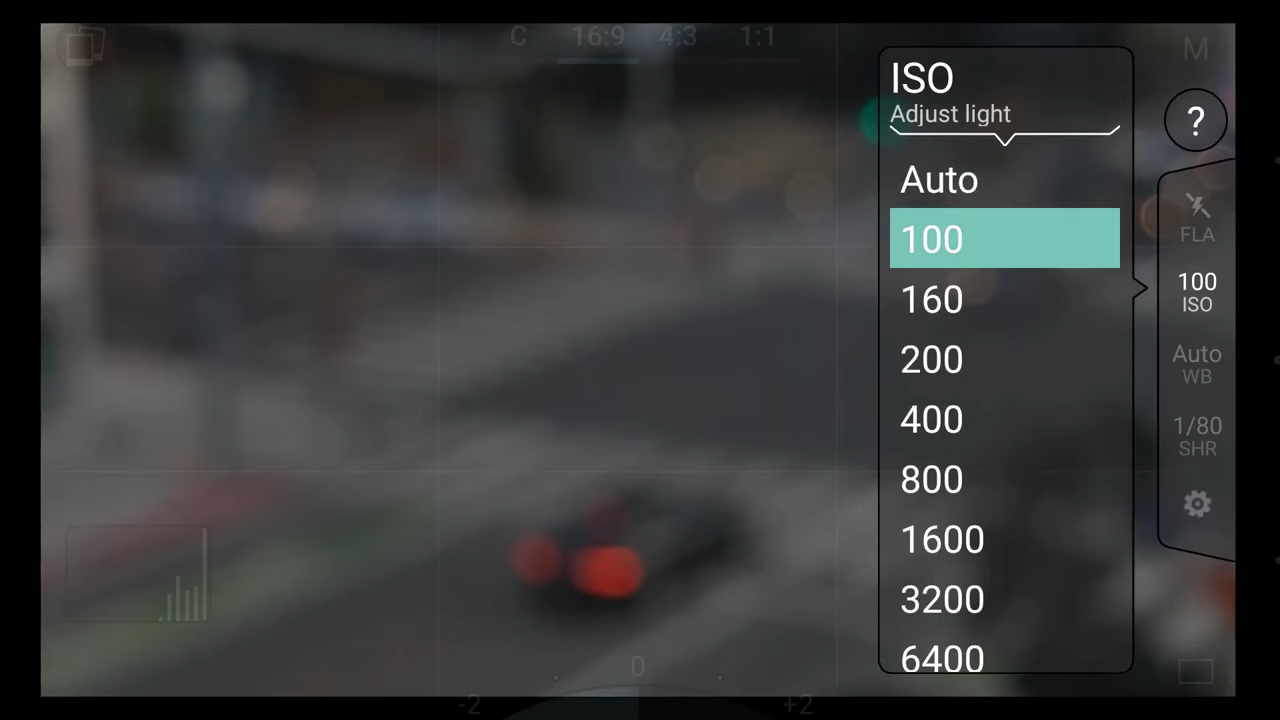 C 16:9 4:3 1:1
M
ISO
Adjust light
?
Auto
100
160
200
400
800
1600
3200
6400
FLA
100
ISO
Auto
WB
1/80
SHR
0
-2 +2